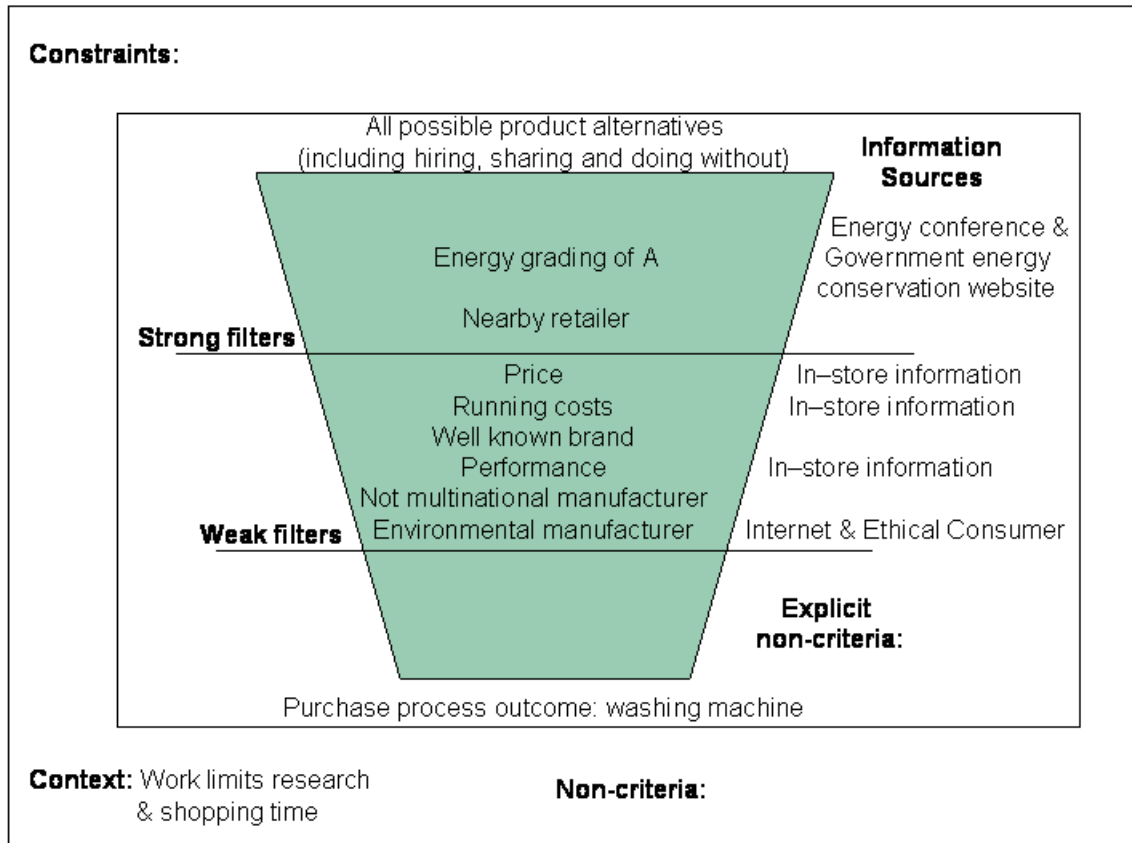 Constraints:
All possible product alternatives
(including hiring, sharing and doing without)
Information
Sources
Energy conference &
Energy grading of A
Government energy
conservation website
Nearby retailer
Strong filters
Price
In–store information
Running costs
In–store information
Well known brand
Performance
In–store information
Not multinational manufacturer
Weak filters
Environmental manufacturer
Internet & Ethical Consumer
Explicit
non-criteria:
Purchase process outcome: washing machine
Context: Work limits research
& shopping time
Non-criteria: